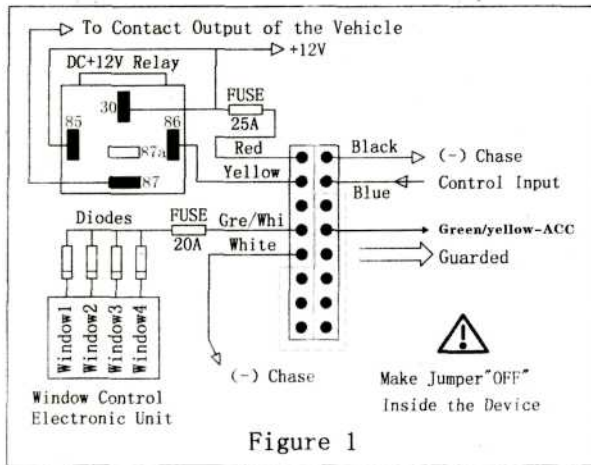 To Contact Output of the Vehicle
+12V
DC+12V Relay
30
FUSE
25A
85
86
87a
87
Red
Yellow
Black
(-) Chase
Blue
Control Input
Diodes
FUSE
20A
Gre/Whi
White
Green/yellow-ACC
Guarded
Window1
Window2
Window3
Window4
(-) Chase
Window Control
Electronic Unit
Make Jumper"OFF"
Inside the Device
Figure 1